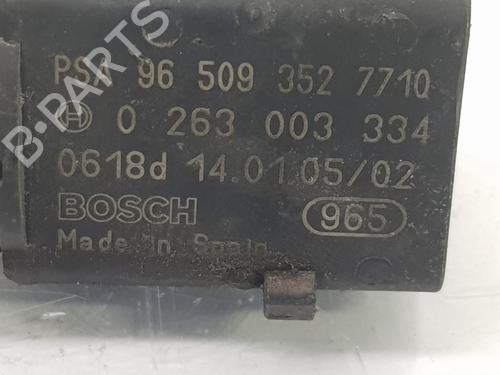 PSA 96 509 352 7710
0 263 003 334
0618d 14.01.05/02
BOSCH 965
Made in Spain
B-PARTS